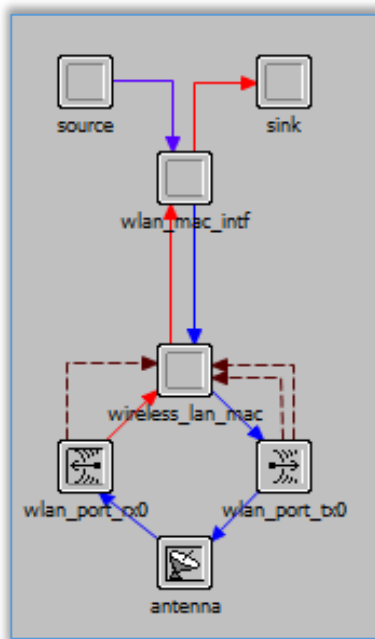 source
sink
wlan_mac_intf
wireless_lan_mac
wlan_port_rx0
wlan_port_tx0
antenna